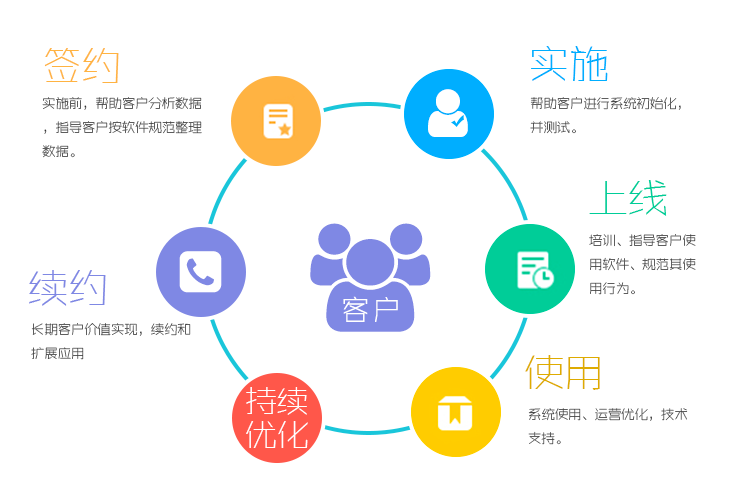 签约
实施前，帮助客户分析数据
，指导客户按软件规范整理
数据。
实施
帮助客户进行系统初始化，
并测试。
上线
培训、指导客户使
用软件、规范其使
用行为。
使用
系统使用、运营优化，技术
支持。
持续
优化
续约
长期客户价值实现，续约和
扩展应用
客户